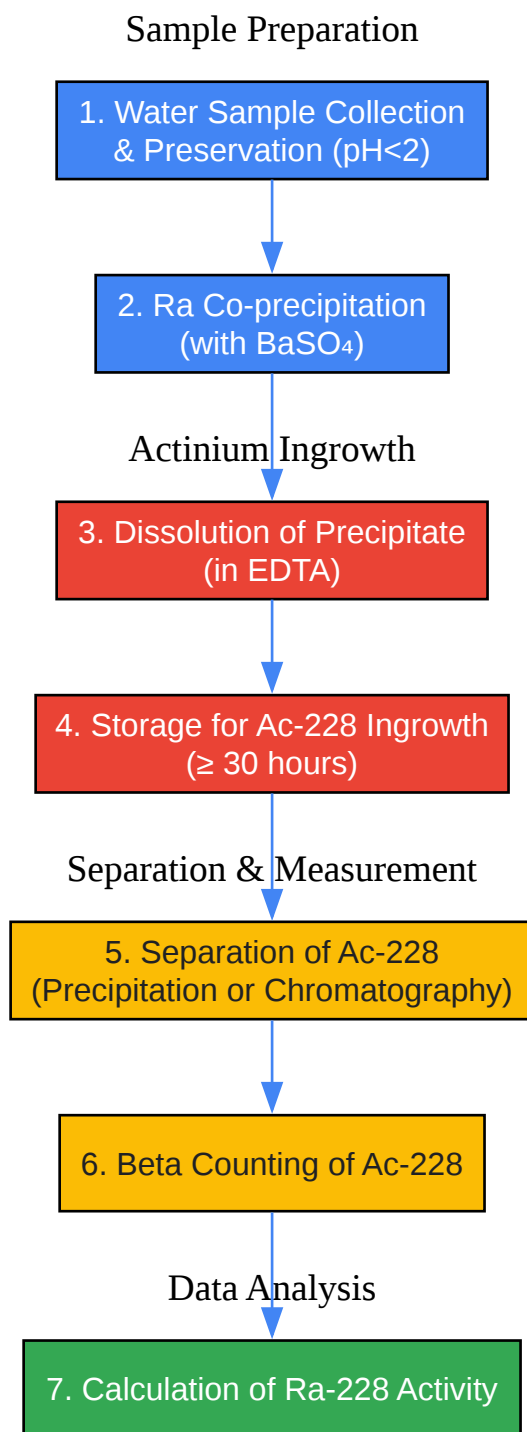 Sample Preparation
1. Water Sample Collection
& Preservation (pH<2)
2. Ra Co-precipitation
(with BaSO₄)
Actinium Ingrowth
3. Dissolution of Precipitate
(in EDTA)
4. Storage for Ac-228 Ingrowth
(≥ 30 hours)
Separation & Measurement
5. Separation of Ac-228
(Precipitation or Chromatography)
6. Beta Counting of Ac-228
Data Analysis
7. Calculation of Ra-228 Activity